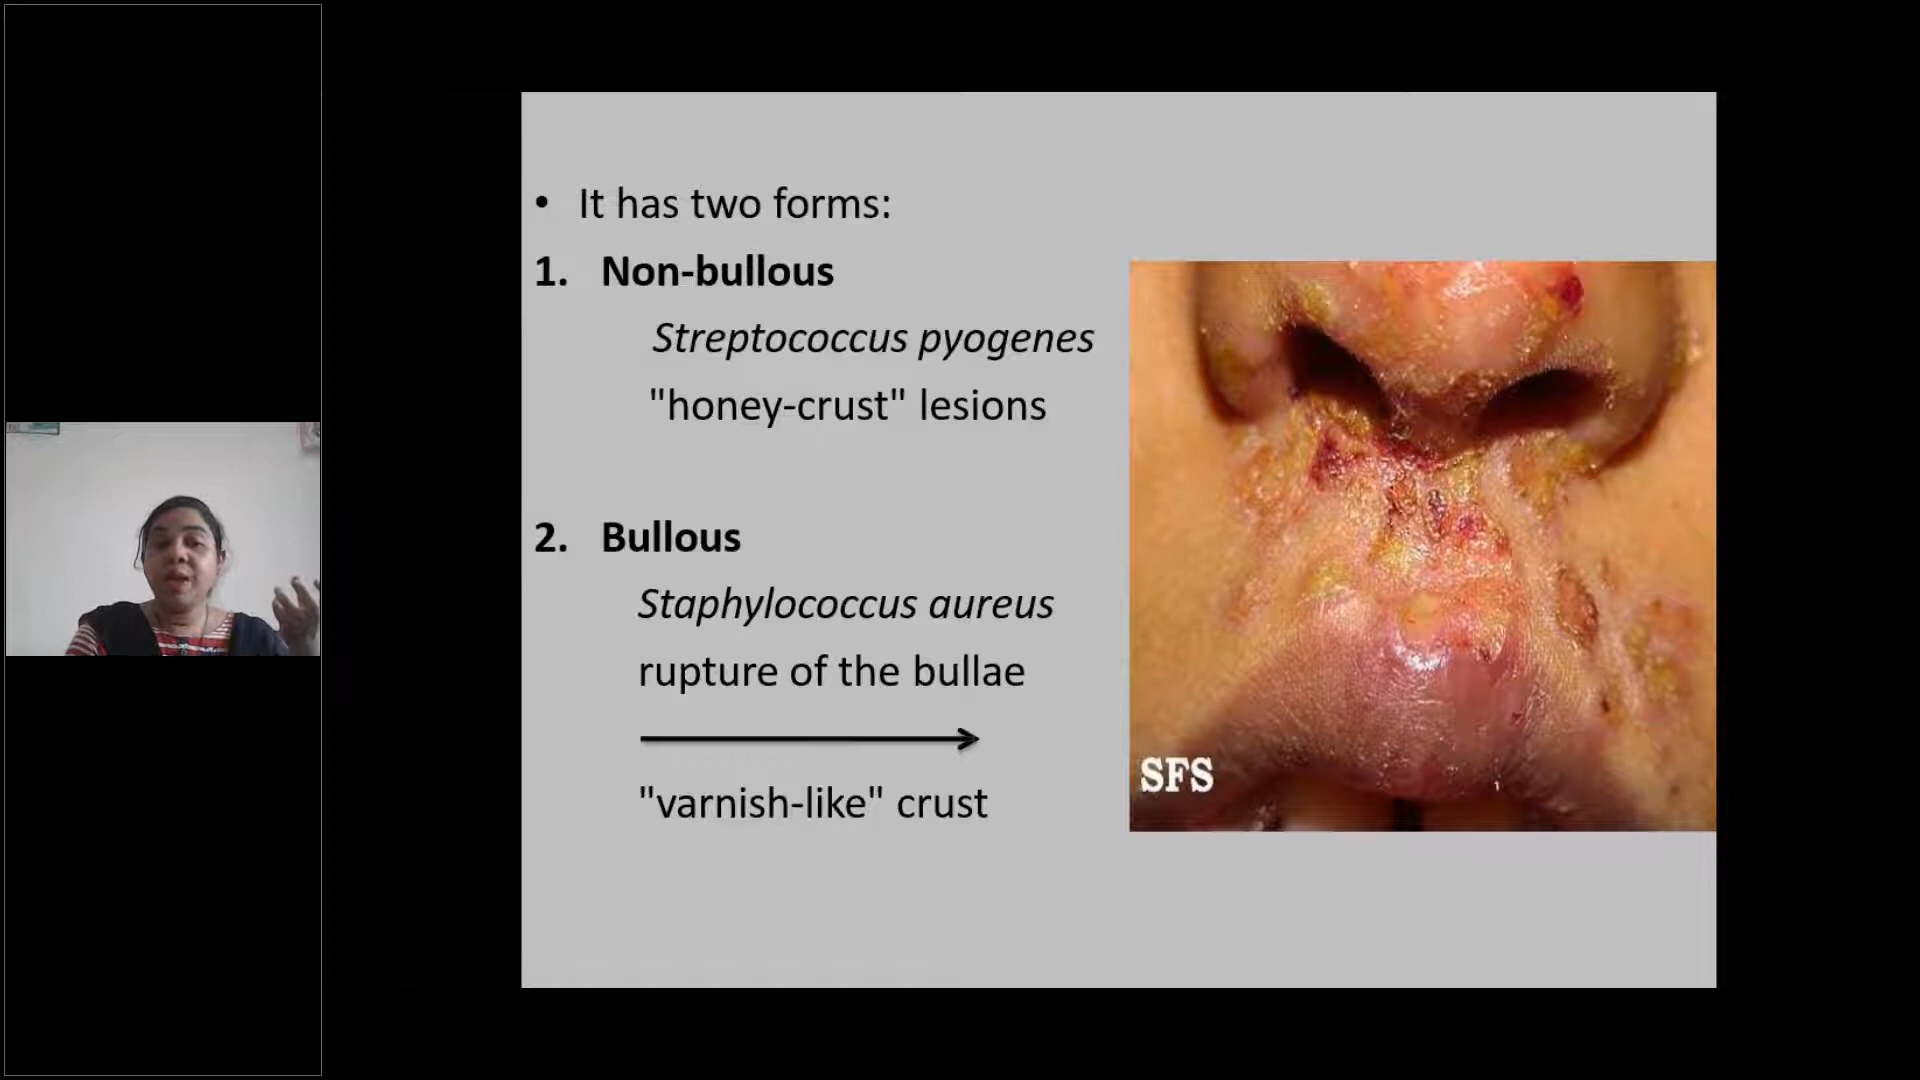 • It has two forms:
1. Non-bullous
Streptococcus pyogenes
"honey-crust" lesions
2. Bullous
Staphylococcus aureus
rupture of the bullae
"varnish-like" crust
SFS